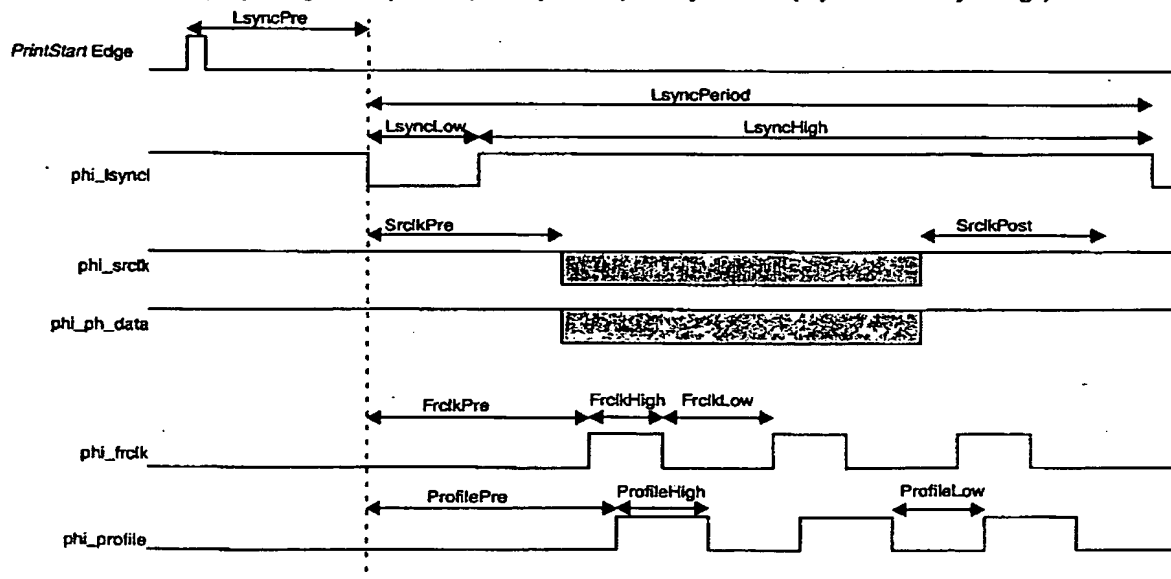 LsyncPre
PrintStart Edge
LsyncPeriod
LsyncLow
LsyncHigh
phi_lsyncl
SrclkPre
SrclkPost
phi_srclk
phi_ph_data
FrclkPre
FrclkHigh
FrclkLow
phi_frclk
ProfilePre
ProfileHigh
ProfileLow
phi_profile